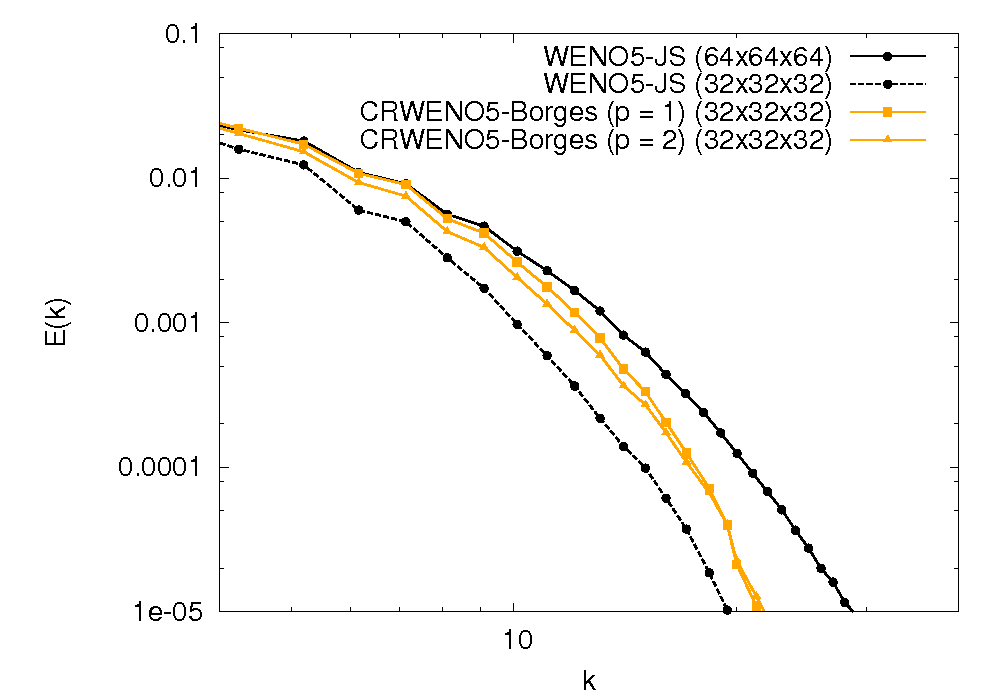 0.1
WENO5-JS (64x64x64)
WENO5-JS (32x32x32)
CRWENO5-Borges (p = 1) (32x32x32)
CRWENO5-Borges (p = 2) (32x32x32)
0.01
0.001
E(k)
0.0001
1e-05
10
k